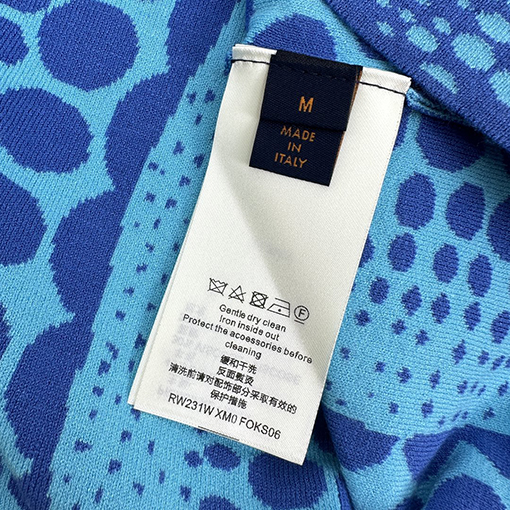 M
MADE
IN
ITALY
F
Gentle dry clean
Iron inside out
Protect the accessories before
cleaning
缓和干洗
反面熨烫
清洗前请对配饰部分采取有效的
保护措施
RW231W XM0 FOKS06